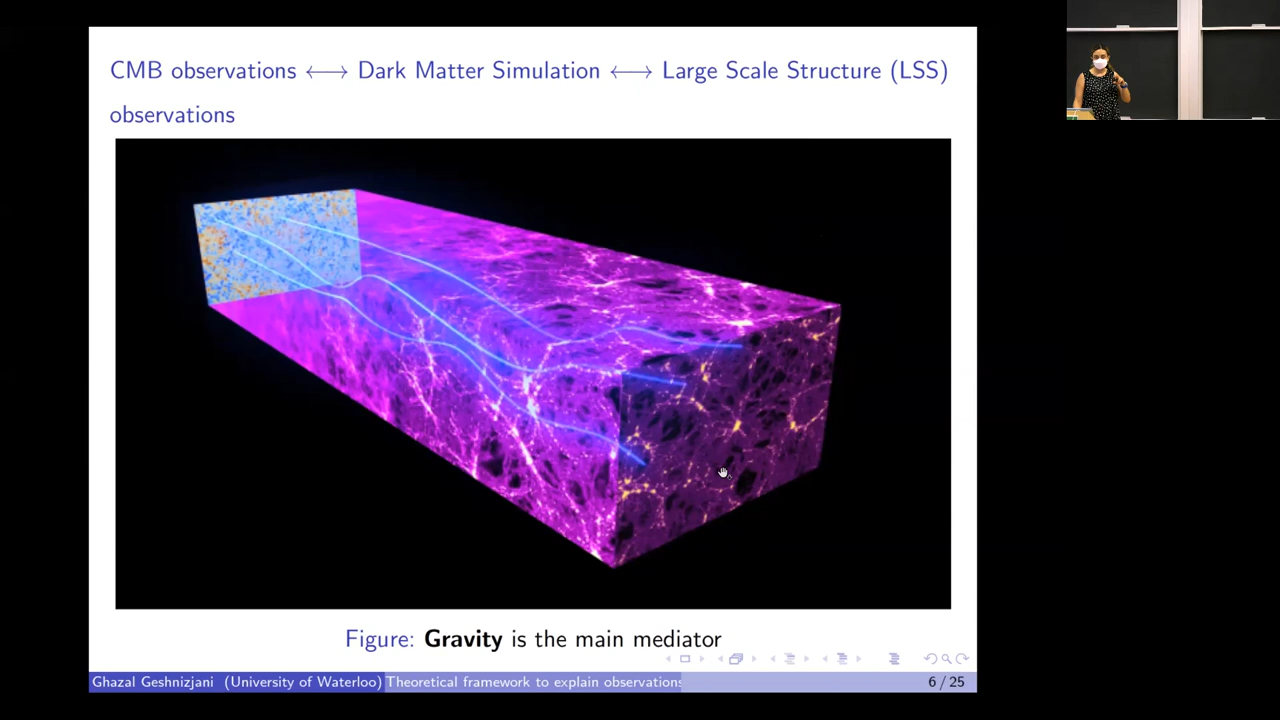 CMB observations ⟷ Dark Matter Simulation ⟷ Large Scale Structure (LSS)
observations
Figure: Gravity is the main mediator
Ghazal Geshnizjani (University of Waterloo) Theoretical framework to explain observations 6 / 25